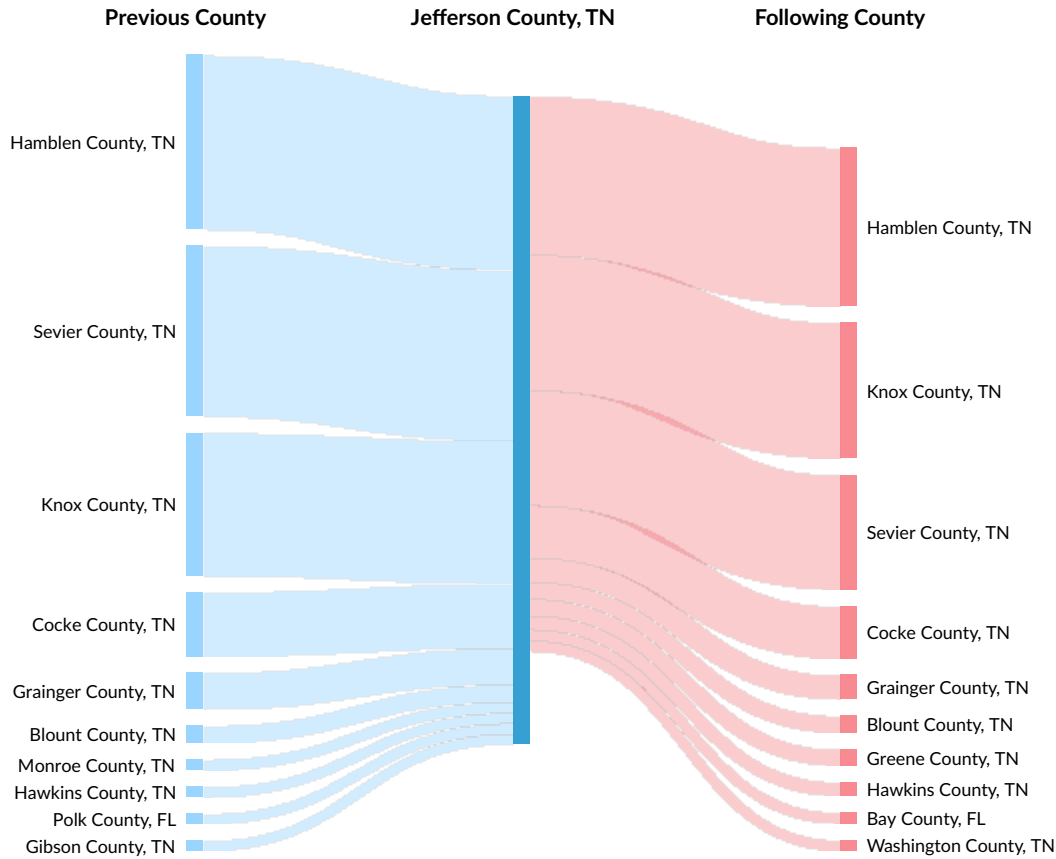 Previous County
Jefferson County, TN
Following County
Hamblen County, TN
Sevier County, TN
Knox County, TN
Cocke County, TN
Grainger County, TN
Blount County, TN
Monroe County, TN
Hawkins County, TN
Polk County, FL
Gibson County, TN
Hamblen County, TN
Knox County, TN
Sevier County, TN
Cocke County, TN
Grainger County, TN
Blount County, TN
Greene County, TN
Hawkins County, TN
Bay County, FL
Washington County, TN